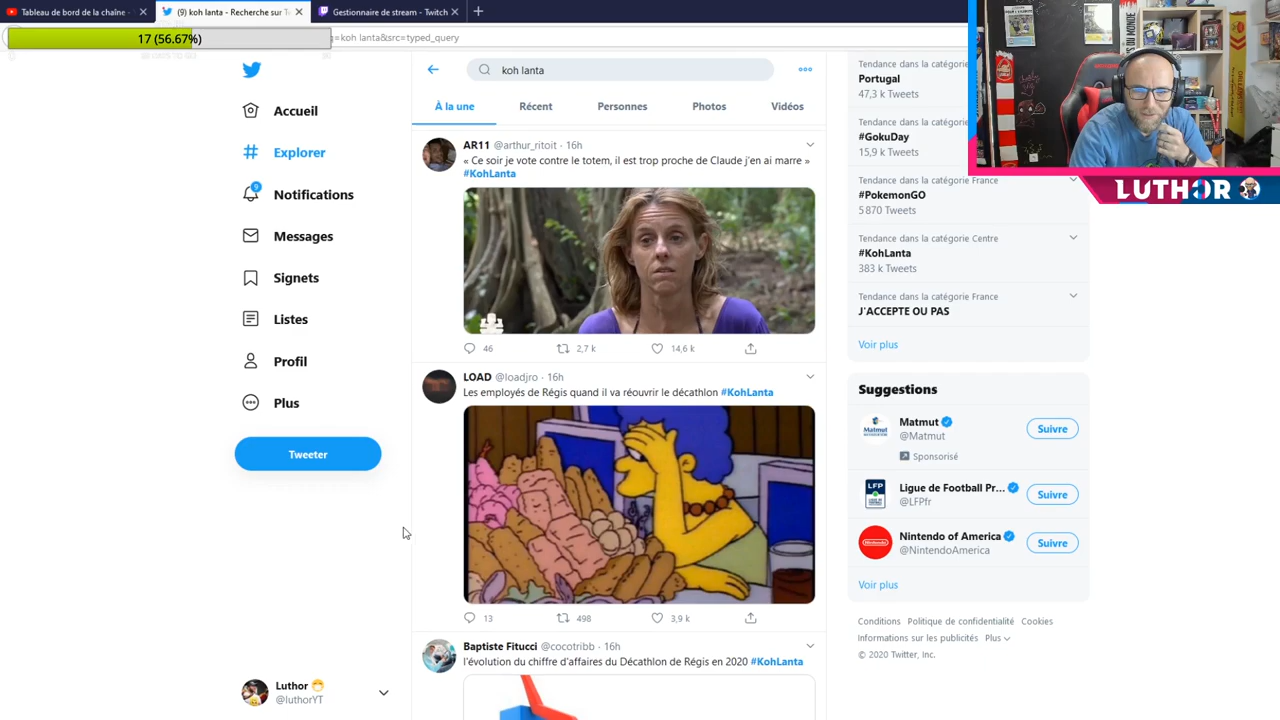 Tableau de bord de la chaîne -
(9) koh lanta - Recherche sur T
Gestionnaire de stream - Twitch
17 (56.67%)
=koh lanta&src=typed_query
koh lanta
Accueil
Explorer
9
Notifications
Messages
Signets
Listes
Profil
Plus
Tweeter
Luthor
@luthorYT
À la une
Récent
Personnes
Photos
Vidéos
AR11 @arthur_ritoit · 16h
« Ce soir je vote contre le totem, il est trop proche de Claude j'en ai marre »
#KohLanta
46
2,7 k
14,6 k
LOAD @loadjro · 16h
Les employés de Régis quand il va réouvrir le décathlon #KohLanta
13
498
3,9 k
Baptiste Fitucci @cocotribb · 16h
l'évolution du chiffre d'affaires du Décathlon de Régis en 2020 #KohLanta
Tendance dans la catégorie
Portugal
47,3 k Tweets
Tendance dans la catégorie
#GokuDay
15,9 k Tweets
Tendance dans la catégorie France
#PokemonGO
5 870 Tweets
Tendance dans la catégorie Centre
#KohLanta
383 k Tweets
Tendance dans la catégorie France
J'ACCEPTE OU PAS
Voir plus
Suggestions
Matmut
@Matmut
Suivre
Sponsorisé
Ligue de Football Pr...
@LFPfr
Suivre
Nintendo of America
@NintendoAmerica
Suivre
Voir plus
Conditions Politique de confidentialité Cookies
Informations sur les publicités Plus
© 2020 Twitter, Inc.
LUTHOR